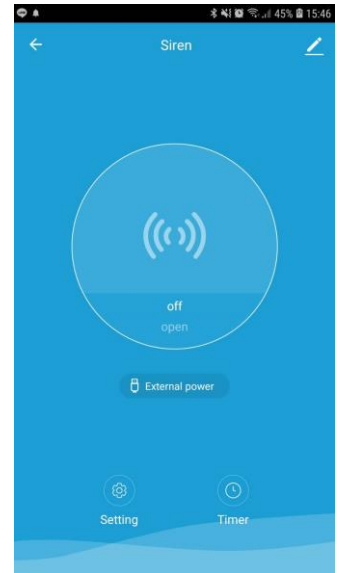 45% 15:46
Siren
off
open
External power
Setting
Timer